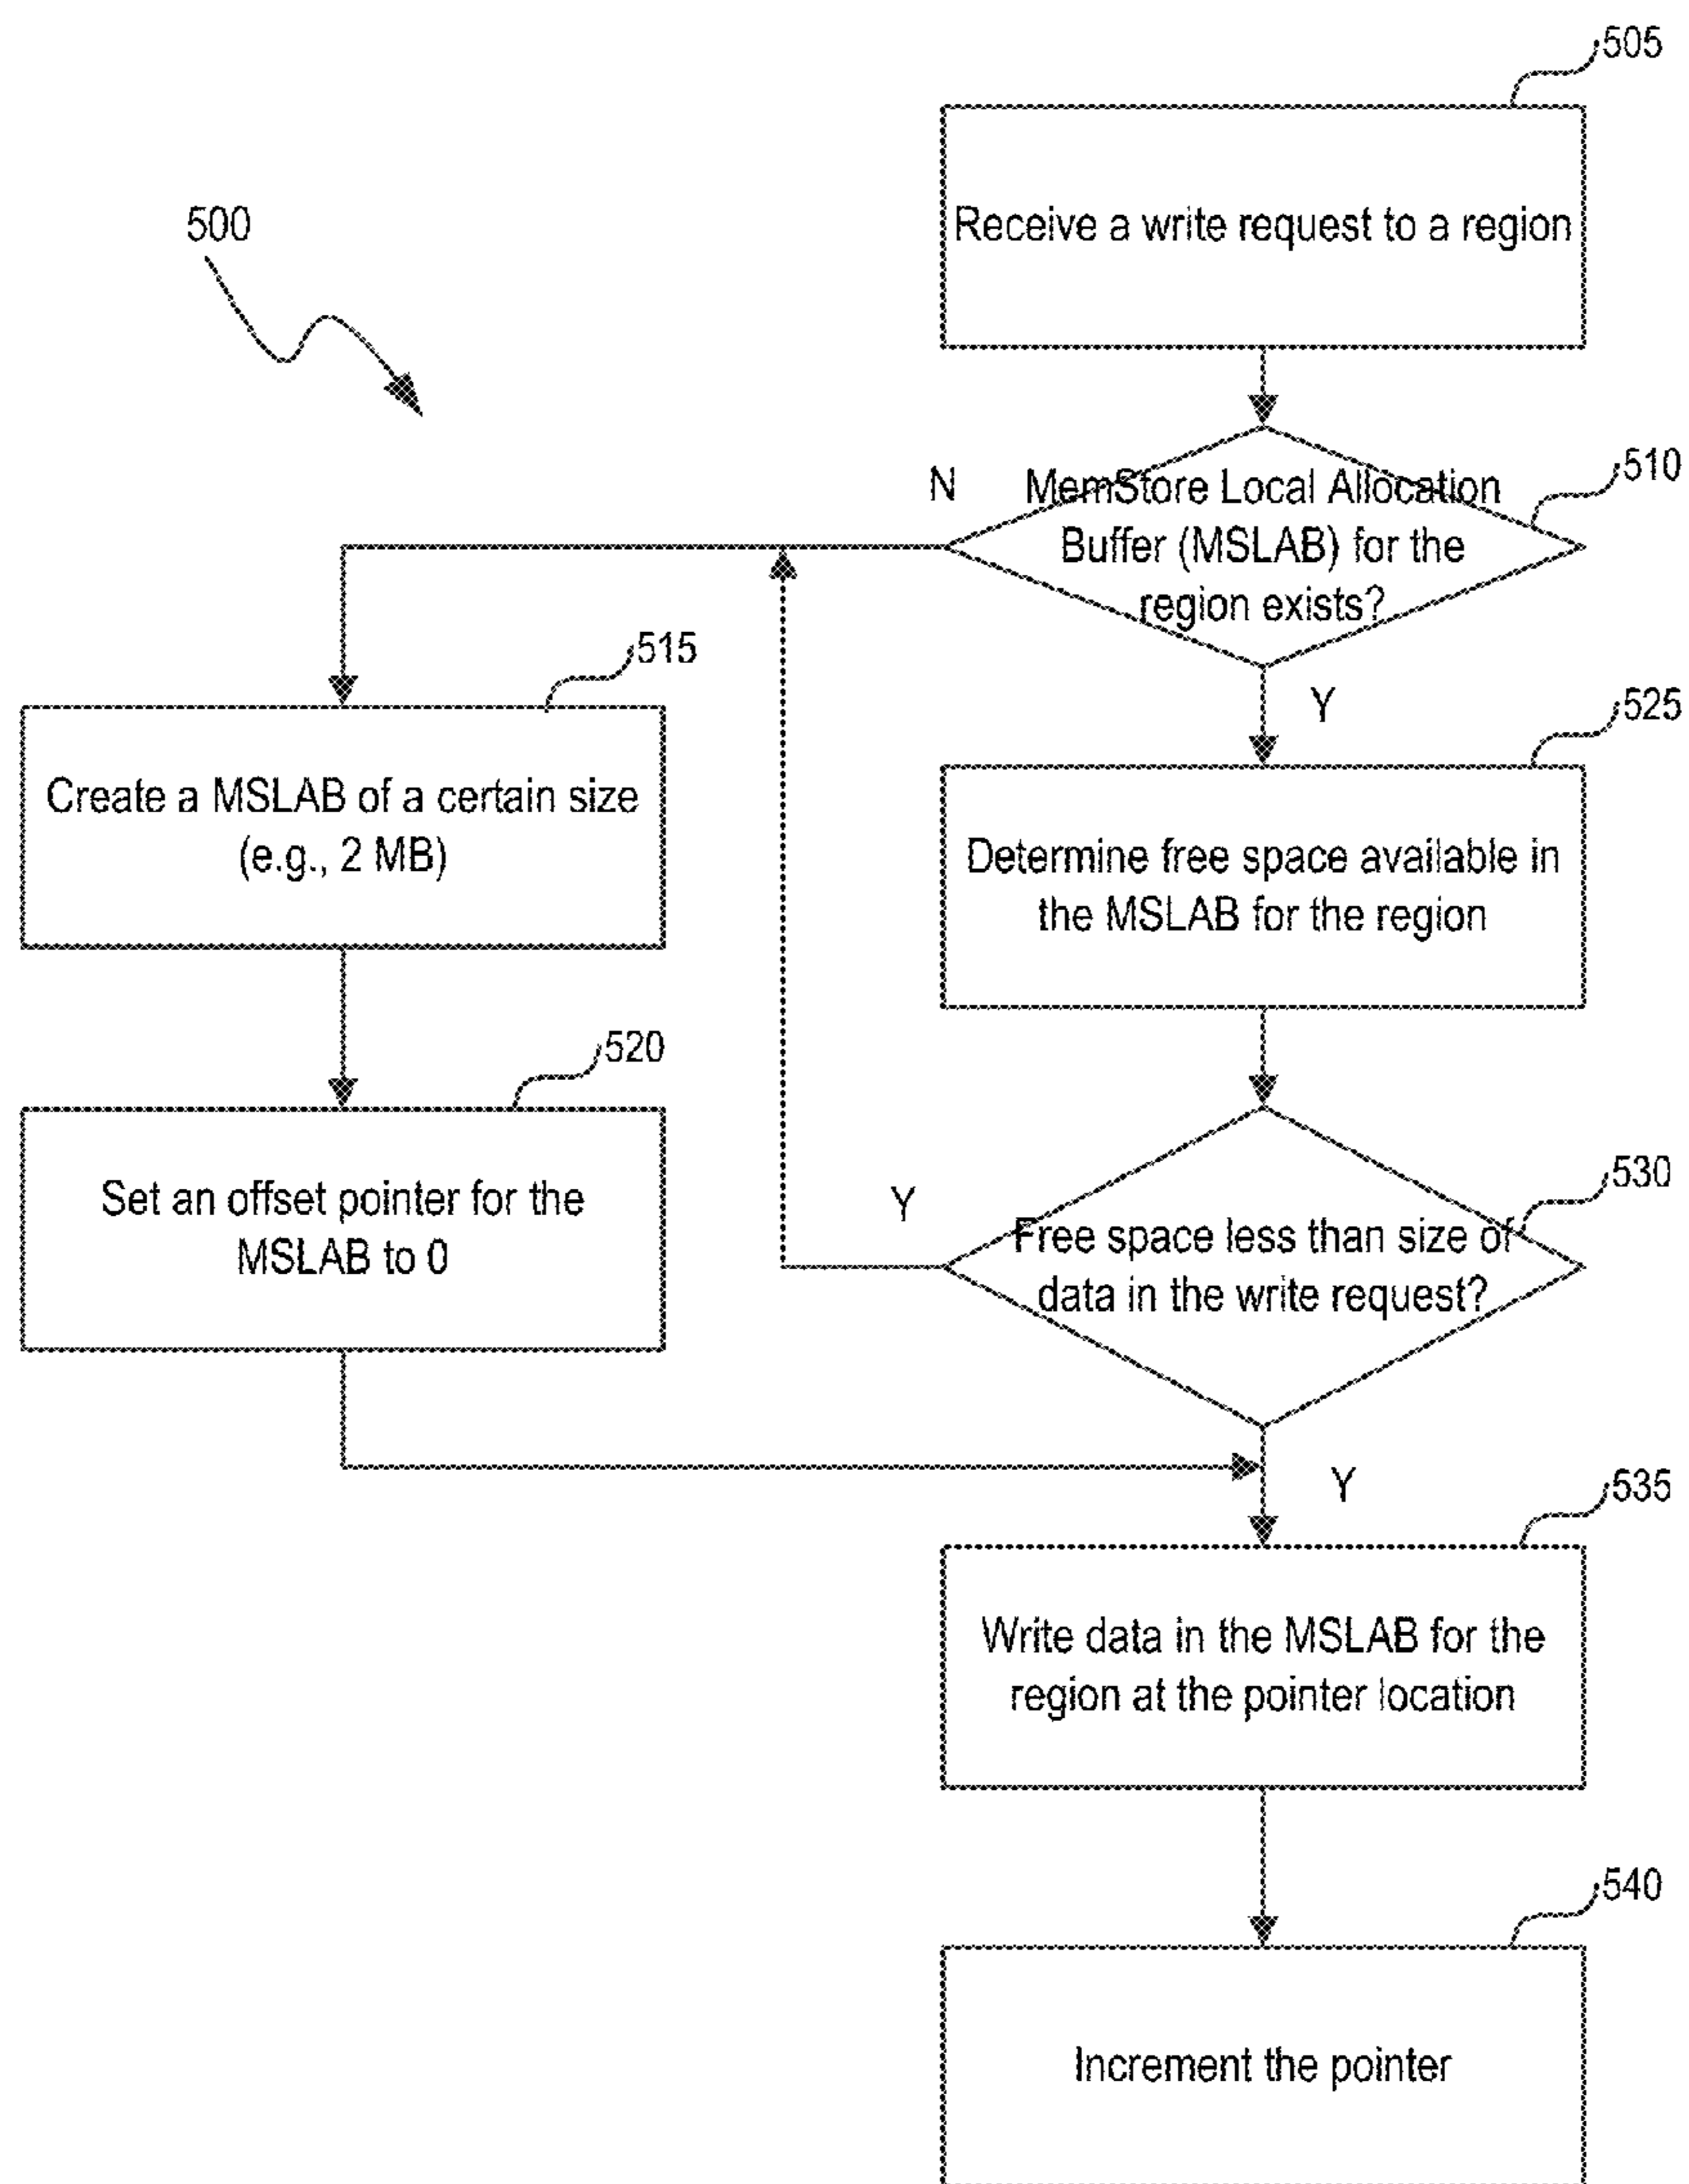 505
500
Receive a write request to a region
510
N
MemStore Local Allocation
Buffer (MSLAB) for the
region exists?
515
Y
525
Create a MSLAB of a certain size
(e.g., 2 MB)
Determine free space available in
the MSLAB for the region
520
530
Set an offset pointer for the
MSLAB to 0
Y
Free space less than size of
data in the write request?
Y
535
Write data in the MSLAB for the
region at the pointer location
540
Increment the pointer